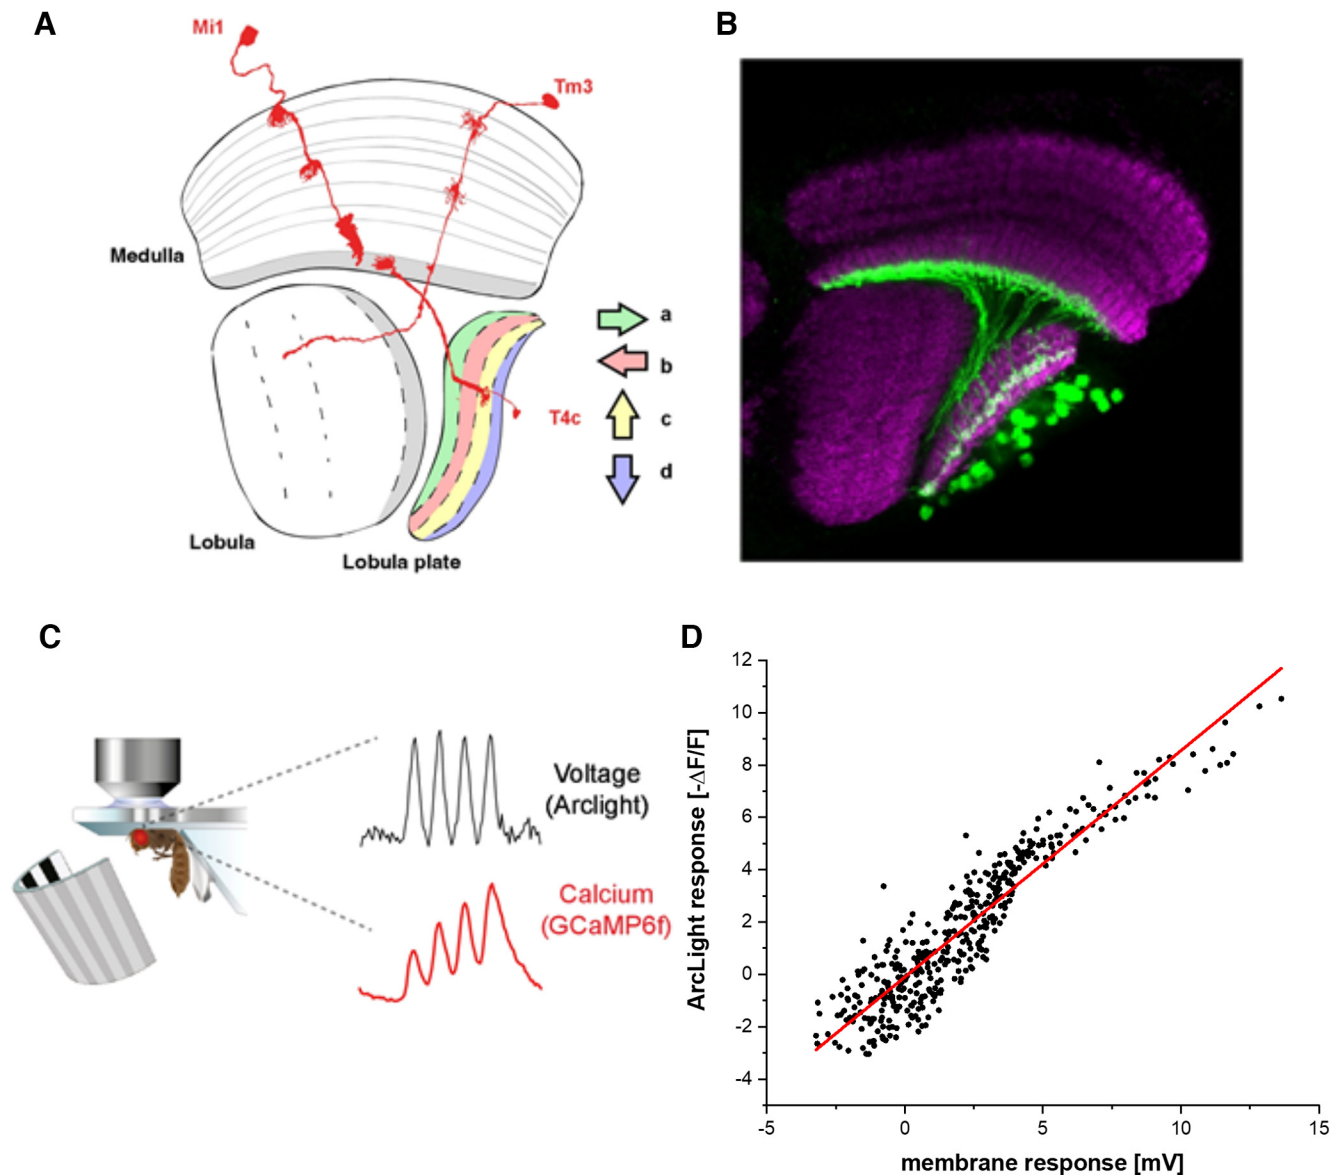 A
Mi1
Tm3
Medulla
a
b
c
d
T4c
Lobula
Lobula plate
B
C
Voltage
(Arclight)
Calcium
(GCaMP6f)
D
ArcLight response [-ΔF/F]
12
10
8
6
4
2
0
-2
-4
-5
0
5
10
15
membrane response [mV]